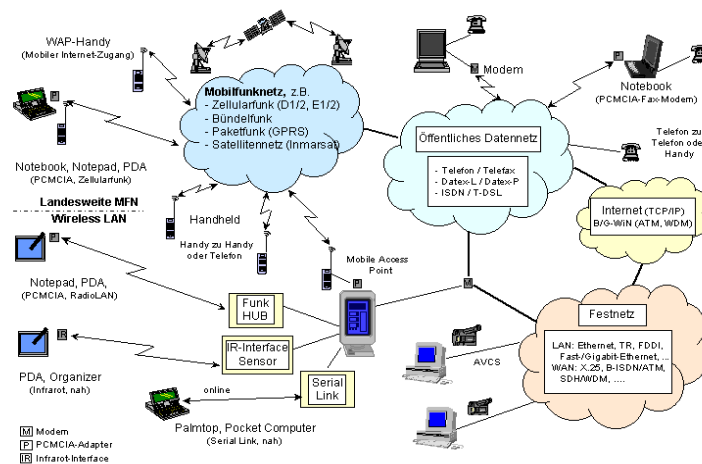 WAP-Handy
(Mobiler Internet-Zugang)
Mobilfunknetz, z.B.
- Zellularfunk (D1/2, E1/2)
- Bündelfunk
- Paketfunk (GPRS)
- Satellitennetz (Inmarsat)
M
Modem
P
Notebook
(PCMCIA-Fax-Modem)
P
Notebook, Notepad, PDA
(PCMCIA, Zellularfunk)
Öffentliches Datennetz
- Telefon / Telefax
- Datex-L / Datex-P
- ISDN / T-DSL
Telefon zu
Telefon oder
Handy
Landesweite MFN
Wireless LAN
Handheld
Handy zu Handy
oder Telefon
Internet (TCP/IP)
B/G-WiN (ATM, WDM)
P
Notepad, PDA,
(PCMCIA, RadioLAN)
Mobile Access
Point
P
M
Funk
HUB
Festnetz
LAN: Ethernet, TR, FDDI,
Fast-/Gigabit-Ethernet, ...
WAN: X.25, B-ISDN/ATM,
SDH/WDM, ....
IR
IR-Interface
Sensor
AVCS
PDA, Organizer
(Infrarot, nah)
Serial
Link
online
Palmtop, Pocket Computer
(Serial Link, nah)
M Modem
P PCMCIA-Adapter
IR Infrarot-Interface